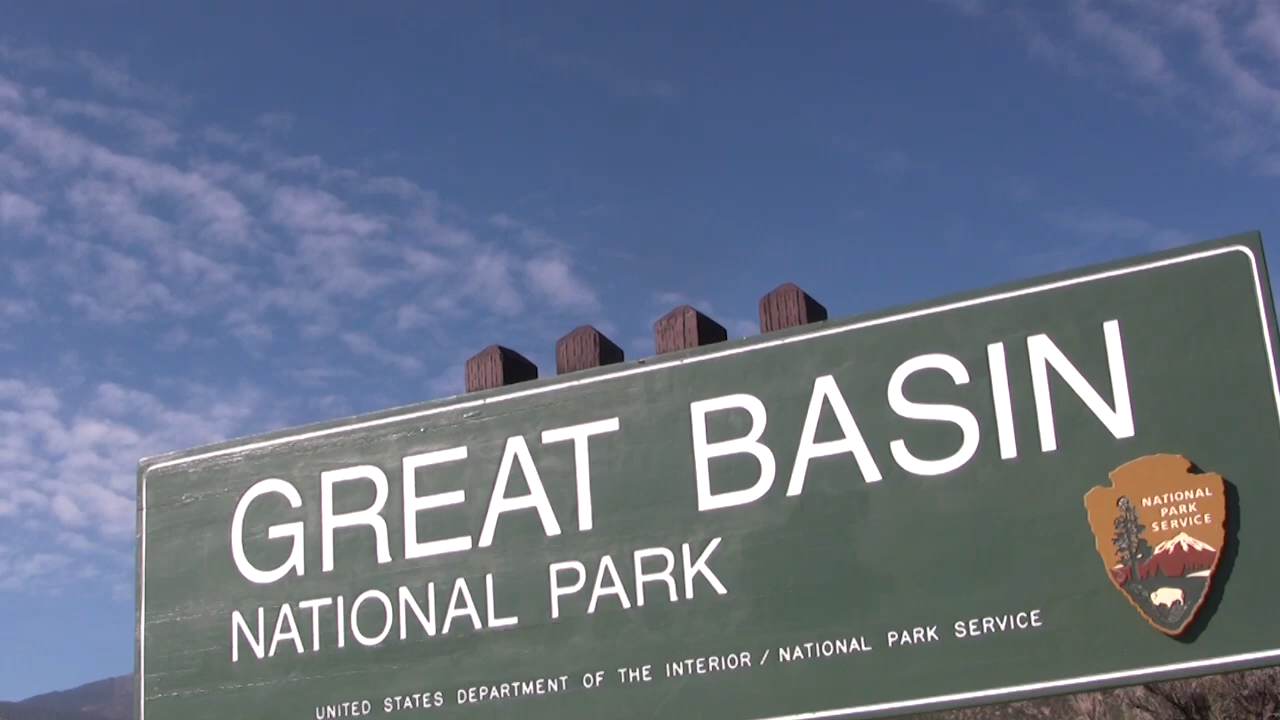 GREAT BASIN
NATIONAL PARK
UNITED STATES DEPARTMENT OF THE INTERIOR / NATIONAL PARK SERVICE
NATIONAL
PARK
SERVICE